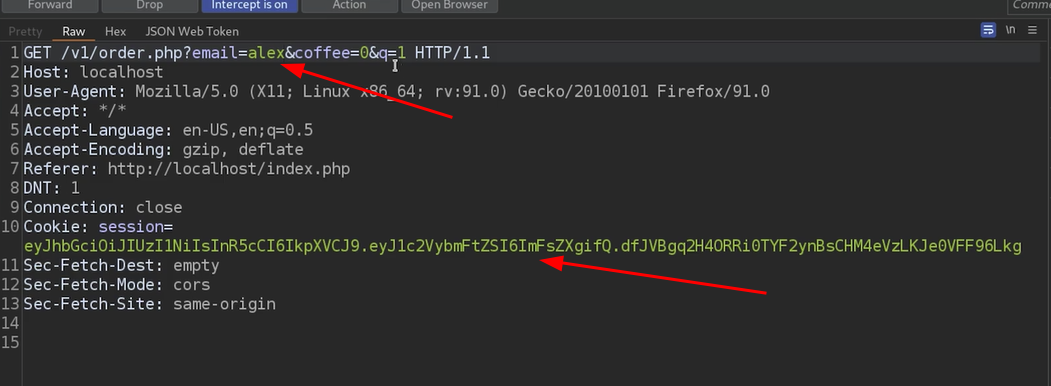 Forward Drop Intercept is on Action Open Browser
Pretty Raw Hex JSON Web Token \n
1 GET /v1/order.php?email=alex&coffee=0&q=1 HTTP/1.1
2 Host: localhost
3 User-Agent: Mozilla/5.0 (X11; Linux x86_64; rv:91.0) Gecko/20100101 Firefox/91.0
4 Accept: */*
5 Accept-Language: en-US,en;q=0.5
6 Accept-Encoding: gzip, deflate
7 Referer: http://localhost/index.php
8 DNT: 1
9 Connection: close
10 Cookie: session=
eyJhbGciOiJIUzI1NiIsInR5cCI6IkpXVCJ9.eyJ1c2VybmFtZSI6ImFsZXgifQ.dfJVBgq2H4ORRi0TYF2ynBsCHM4eVzLKJe0VFF96Lkg
11 Sec-Fetch-Dest: empty
12 Sec-Fetch-Mode: cors
13 Sec-Fetch-Site: same-origin
14
15